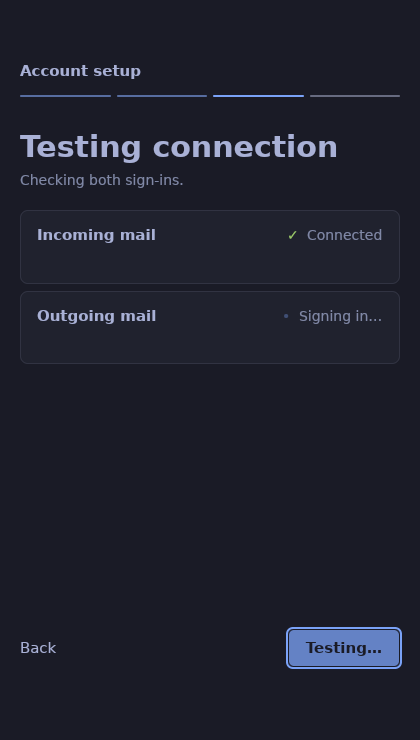 Account setup
Testing connection
Checking both sign-ins.
Incoming mail ✓ Connected
Outgoing mail • Signing in…
Back Testing…